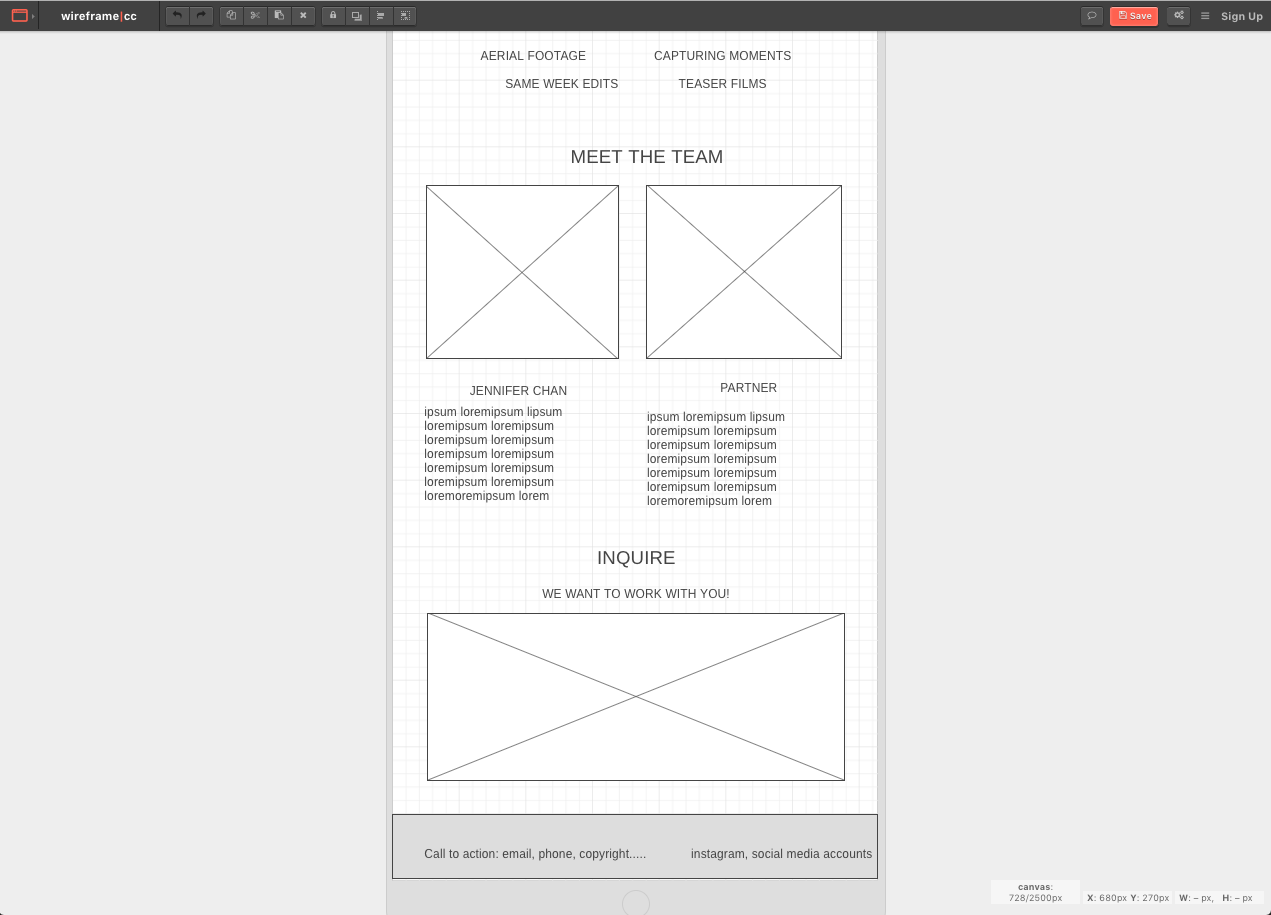 wireframe|cc
Save
Sign Up
AERIAL FOOTAGE
CAPTURING MOMENTS
SAME WEEK EDITS
TEASER FILMS
MEET THE TEAM
JENNIFER CHAN
ipsum loremipsum lipsum
loremipsum loremipsum
loremipsum loremipsum
loremipsum loremipsum
loremipsum loremipsum
loremipsum loremipsum
loremoremipsum lorem
PARTNER
ipsum loremipsum lipsum
loremipsum loremipsum
loremipsum loremipsum
loremipsum loremipsum
loremipsum loremipsum
loremipsum loremipsum
loremoremipsum lorem
INQUIRE
WE WANT TO WORK WITH YOU!
Call to action: email, phone, copyright.....
instagram, social media accounts
canvas:
728/2500px
X: 680px Y: 270px
W: – px, H: – px